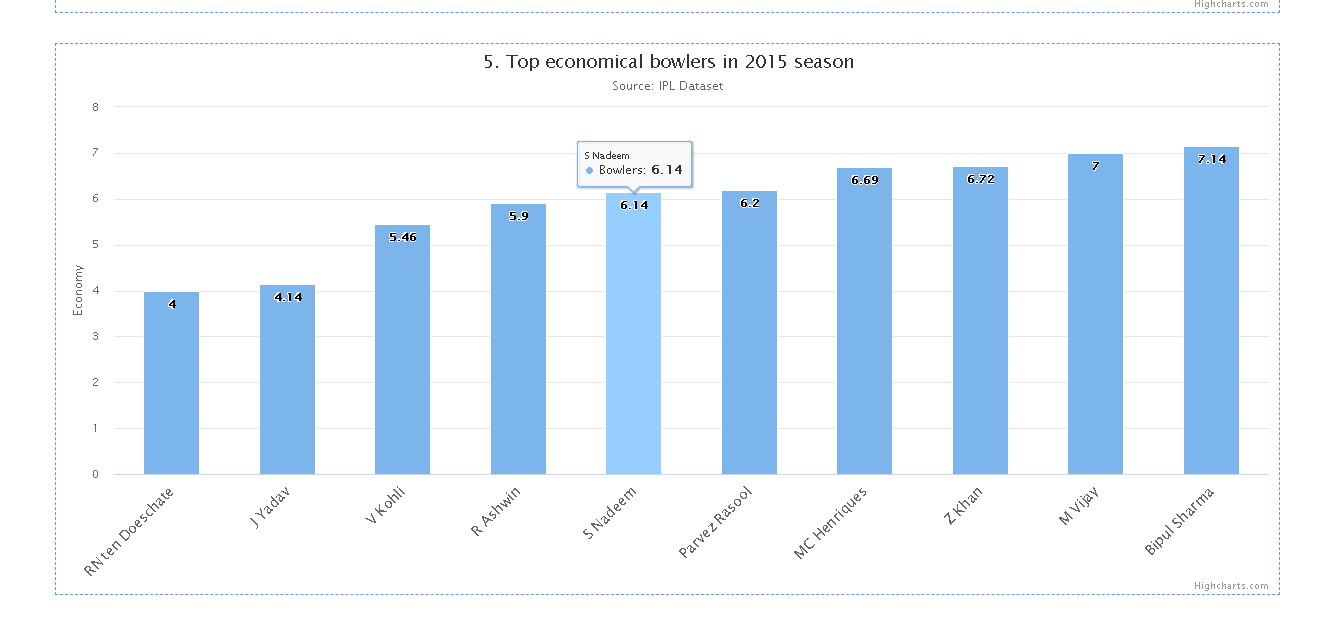 Highcharts.com
5. Top economical bowlers in 2015 season
Source: IPL Dataset
Economy
8
7
6
5
4
3
2
1
0
S Nadeem
Bowlers: 6.14
4
4.14
5.46
5.9
6.14
6.2
6.69
6.72
7
7.14
RN ten Doeschate
J Yadav
V Kohli
R Ashwin
S Nadeem
Parvez Rasool
MC Henriques
Z Khan
M Vijay
Bipul Sharma
Highcharts.com